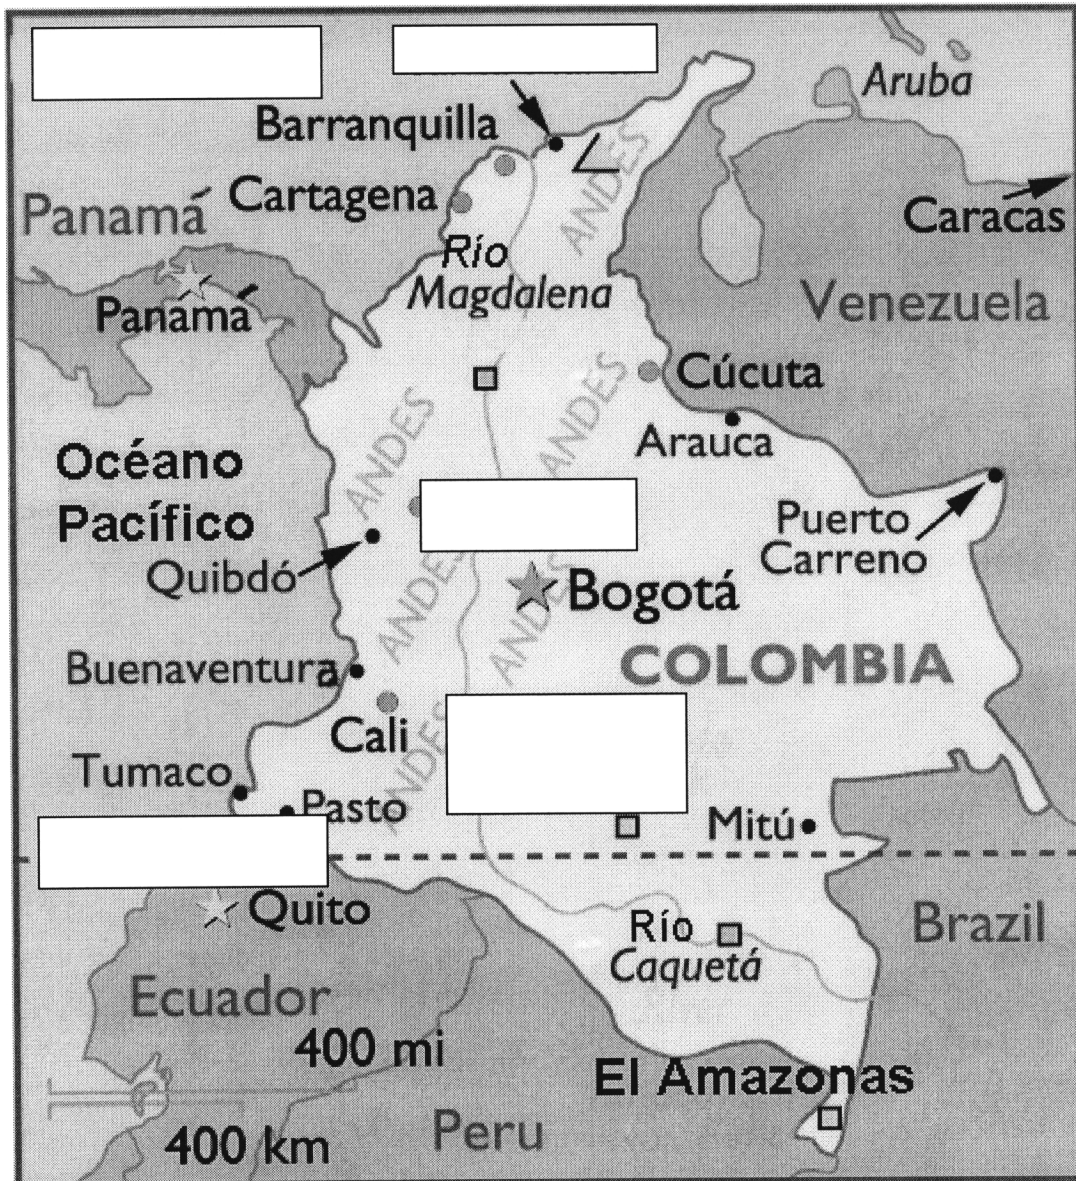 Aruba
Barranquilla
ANDES
Cartagena
Panamá
Caracas
Río
Magdalena
Venezuela
Panamá
Cúcuta
ANDES
ANDES
Arauca
Océano
Pacífico
Puerto
Carreno
Quibdó
ANDES
ANDES
Bogotá
COLOMBIA
Buenaventura
Cali
ANDES
Tumaco
Pasto
Mitú
Quito
Río
Caquetá
Brazil
Ecuador
400 mi
El Amazonas
Peru
400 km